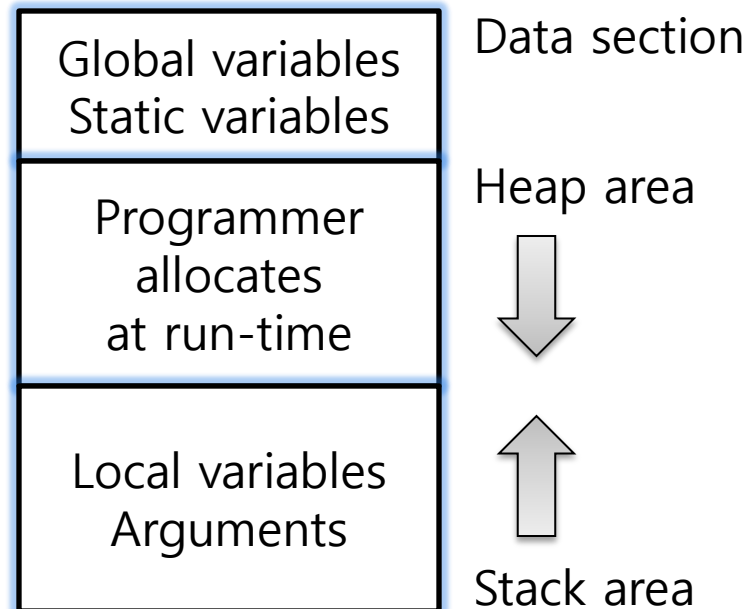 Global variables
Static variables
Data section
Programmer
allocates
at run-time
Heap area
Local variables
Arguments
Stack area